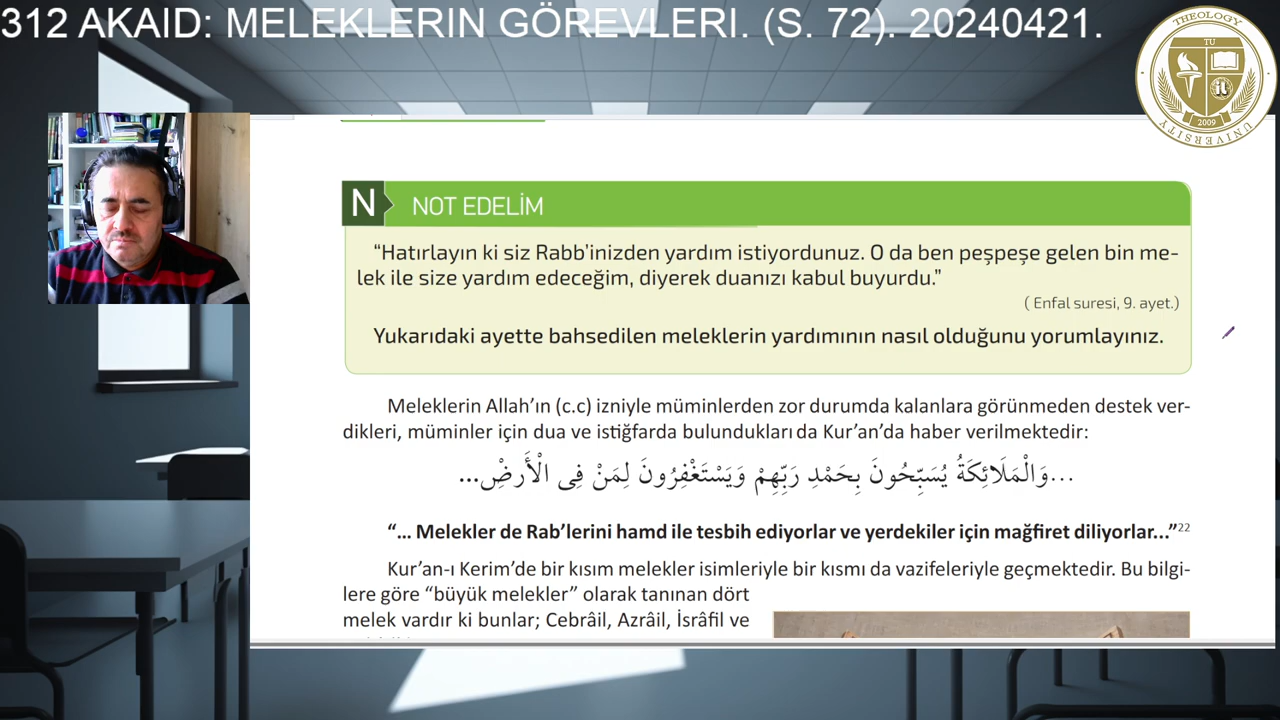 312 AKAID: MELEKLERIN GÖREVLERI. (S. 72). 20240421.
THEOLOGY
TU
2009
UNIVERSITY
N NOT EDELİM
“Hatırlayın ki siz Rabb’inizden yardım istiyordunuz. O da ben peşpeşe gelen bin me-
lek ile size yardım edeceğim, diyerek duanızı kabul buyurdu.”
( Enfal suresi, 9. ayet.)
Yukarıdaki ayette bahsedilen meleklerin yardımının nasıl olduğunu yorumlayınız.
Meleklerin Allah’ın (c.c) izniyle müminlerden zor durumda kalanlara görünmeden destek ver-
dikleri, müminler için dua ve istiğfarda bulundukları da Kur’an’da haber verilmektedir:
...وَالْمَلَائِكَةُ يُسَبِّحُونَ بِحَمْدِ رَبِّهِمْ وَيَسْتَغْفِرُونَ لِمَنْ فِى الْاَرْضِ...
“... Melekler de Rab’lerini hamd ile tesbih ediyorlar ve yerdekiler için mağfiret diliyorlar...”22
Kur’an-ı Kerim’de bir kısım melekler isimleriyle bir kısmı da vazifeleriyle geçmektedir. Bu bilgi-
lere göre “büyük melekler” olarak tanınan dört
melek vardır ki bunlar; Cebrâil, Azrâil, İsrâfil ve